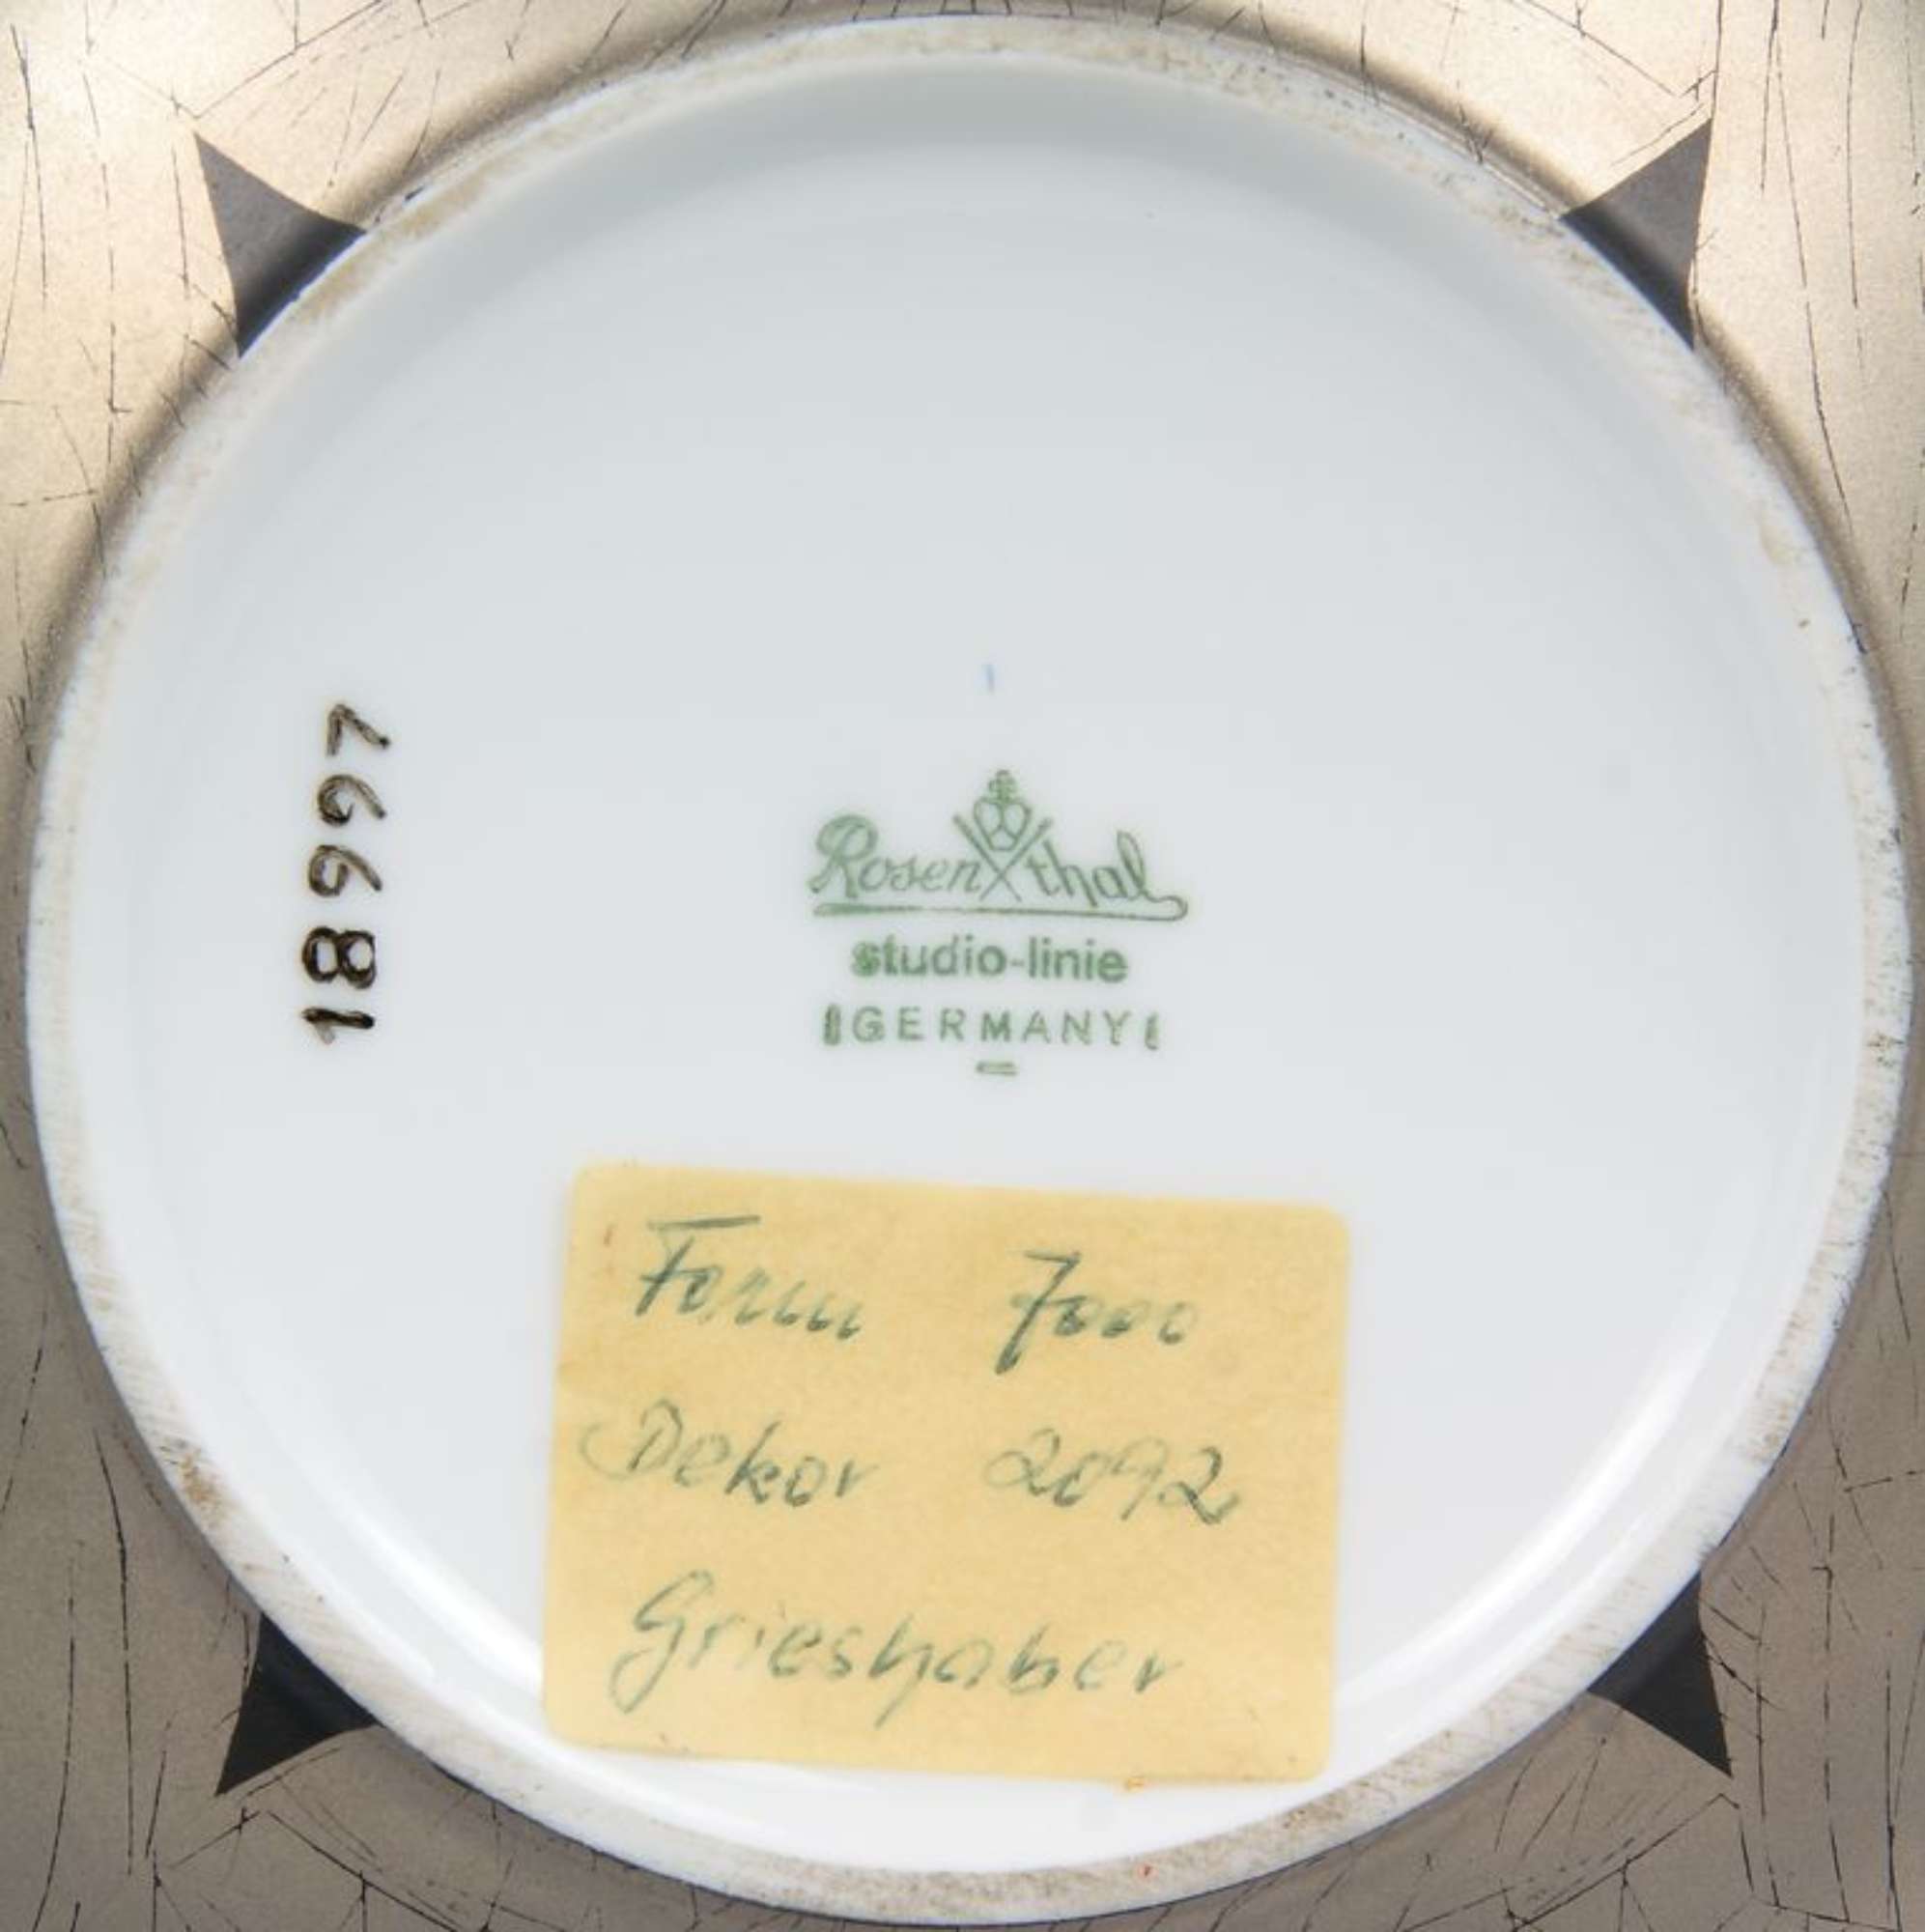 18997
Rosenthal
studio-linie
GERMANY
Form 7000
Dekor 2092
Grieshaber